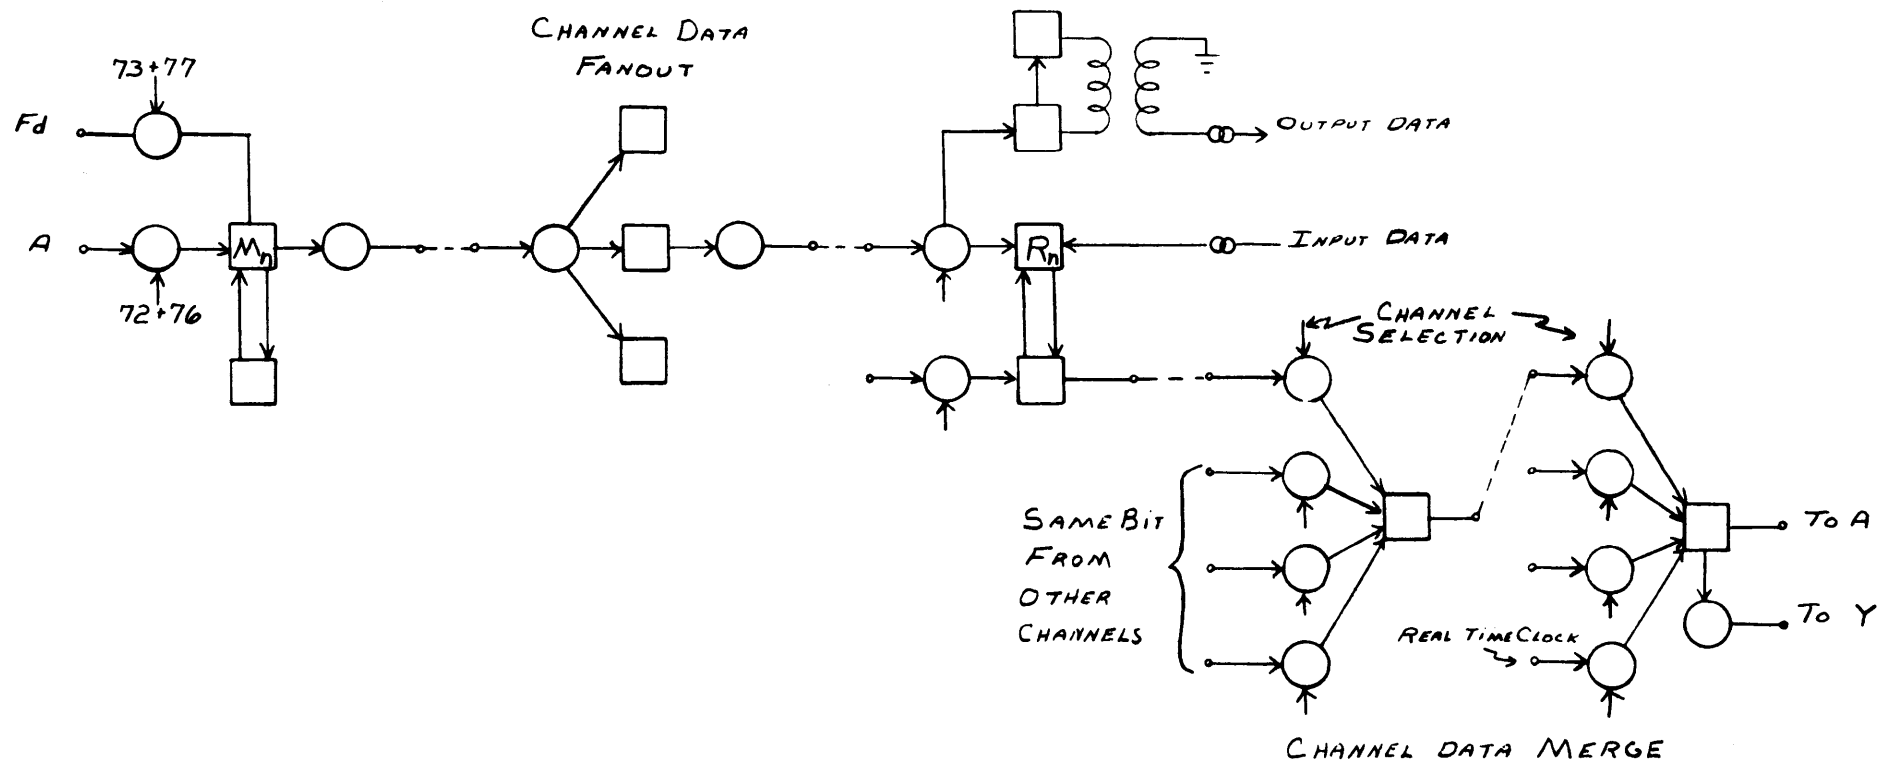 CHANNEL DATA
FANOUT
73+77
Fd
OUTPUT DATA
A
Mn
Rn
INPUT DATA
72+76
CHANNEL
SELECTION
SAME BIT
FROM
OTHER
CHANNELS
TO A
TO Y
REAL TIME CLOCK
CHANNEL DATA MERGE